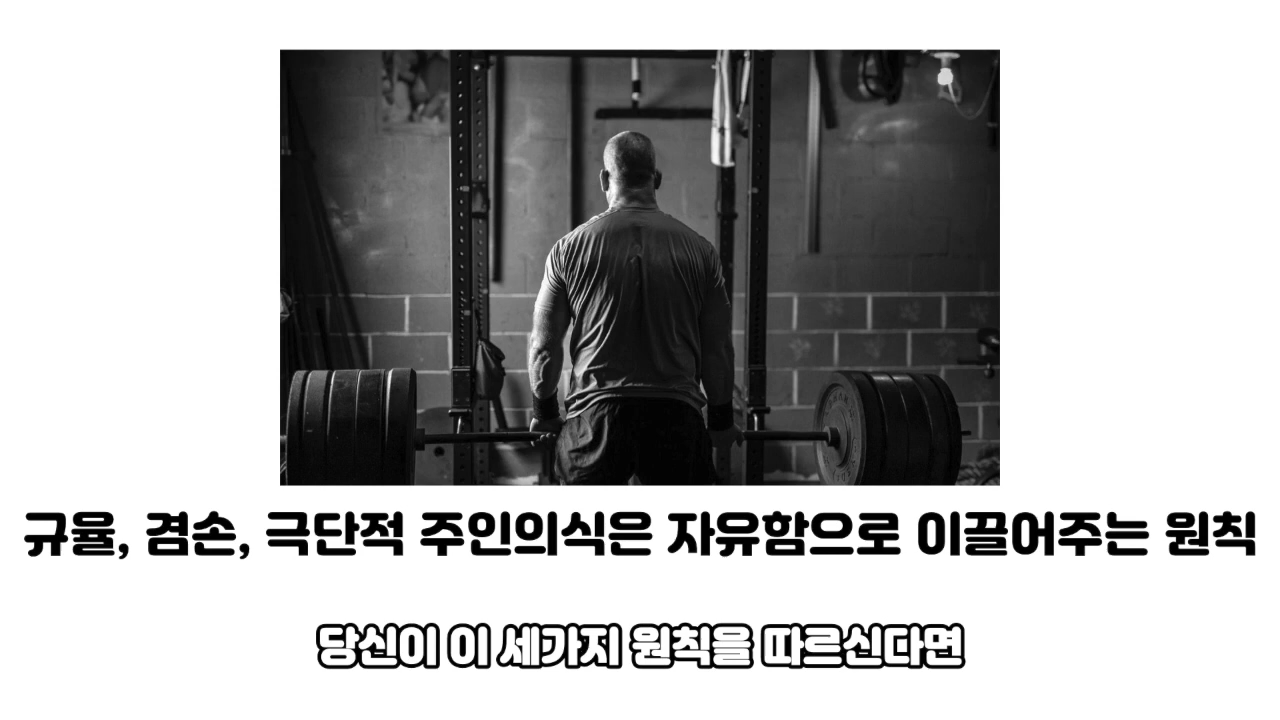 규율, 겸손, 극단적 주인의식은 자유함으로 이끌어주는 원칙
당신이 이 세가지 원칙을 따르신다면